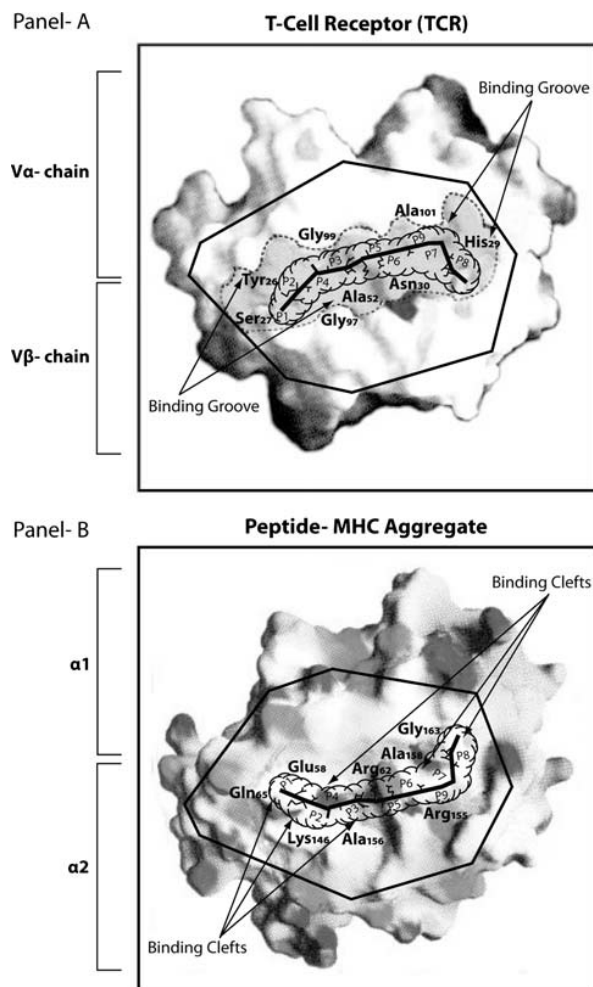 Panel- A
T-Cell Receptor (TCR)
Binding Groove
Vα- chain
Ala101
Gly99
His29
P5
P9
P3
P6
P7
P8
Tyr26
P2
P4
Asn30
Ala52
Ser27
P1
Gly97
Vβ- chain
Binding Groove
Panel- B
Peptide- MHC Aggregate
Binding Clefts
α1
Gly163
Ala158
P8
Glu58
Arg62
P6
P7
Gln65
P1
P4
P9
P2
P3
P5
Arg155
Lys146
Ala156
α2
Binding Clefts